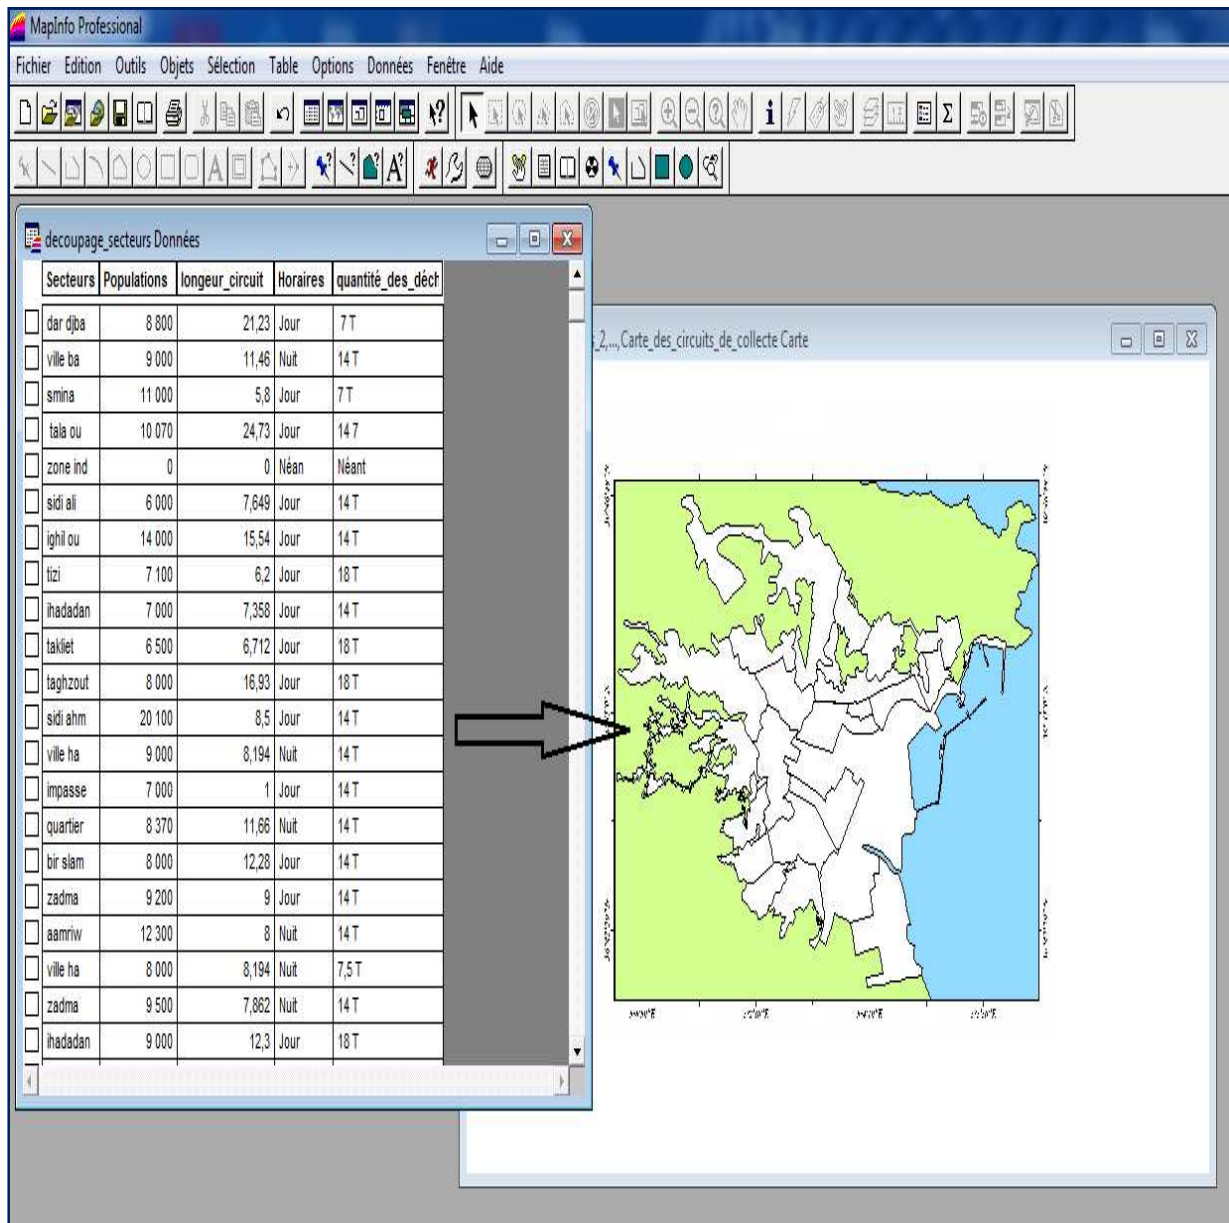 MapInfo Professional
Fichier Edition Outils Objets Sélection Table Options Données Fenêtre Aide
decoupage_secteurs Données
Secteurs Populations longeur_circuit Horaires quantité_des_déch
dar djba 8 800 21,23 Jour 7 T
ville ba 9 000 11,46 Nuit 14 T
smina 11 000 5,8 Jour 7 T
tala ou 10 070 24,73 Jour 14 7
zone ind 0 0 Néan Néant
sidi ali 6 000 7,649 Jour 14 T
ighil ou 14 000 15,54 Jour 14 T
tizi 7 100 6,2 Jour 18 T
ihadadan 7 000 7,358 Jour 14 T
takliet 6 500 6,712 Jour 18 T
taghzout 8 000 16,93 Jour 18 T
sidi ahm 20 100 8,5 Jour 14 T
ville ha 9 000 8,194 Nuit 14 T
impasse 7 000 1 Jour 14 T
quartier 8 370 11,66 Nuit 14 T
bir slam 8 000 12,28 Jour 14 T
zadma 9 200 9 Jour 14 T
aamriw 12 300 8 Nuit 14 T
ville ha 8 000 8,194 Nuit 7,5 T
zadma 9 500 7,862 Nuit 14 T
ihadadan 9 000 12,3 Jour 18 T
s_2,...,Carte_des_circuits_de_collecte Carte